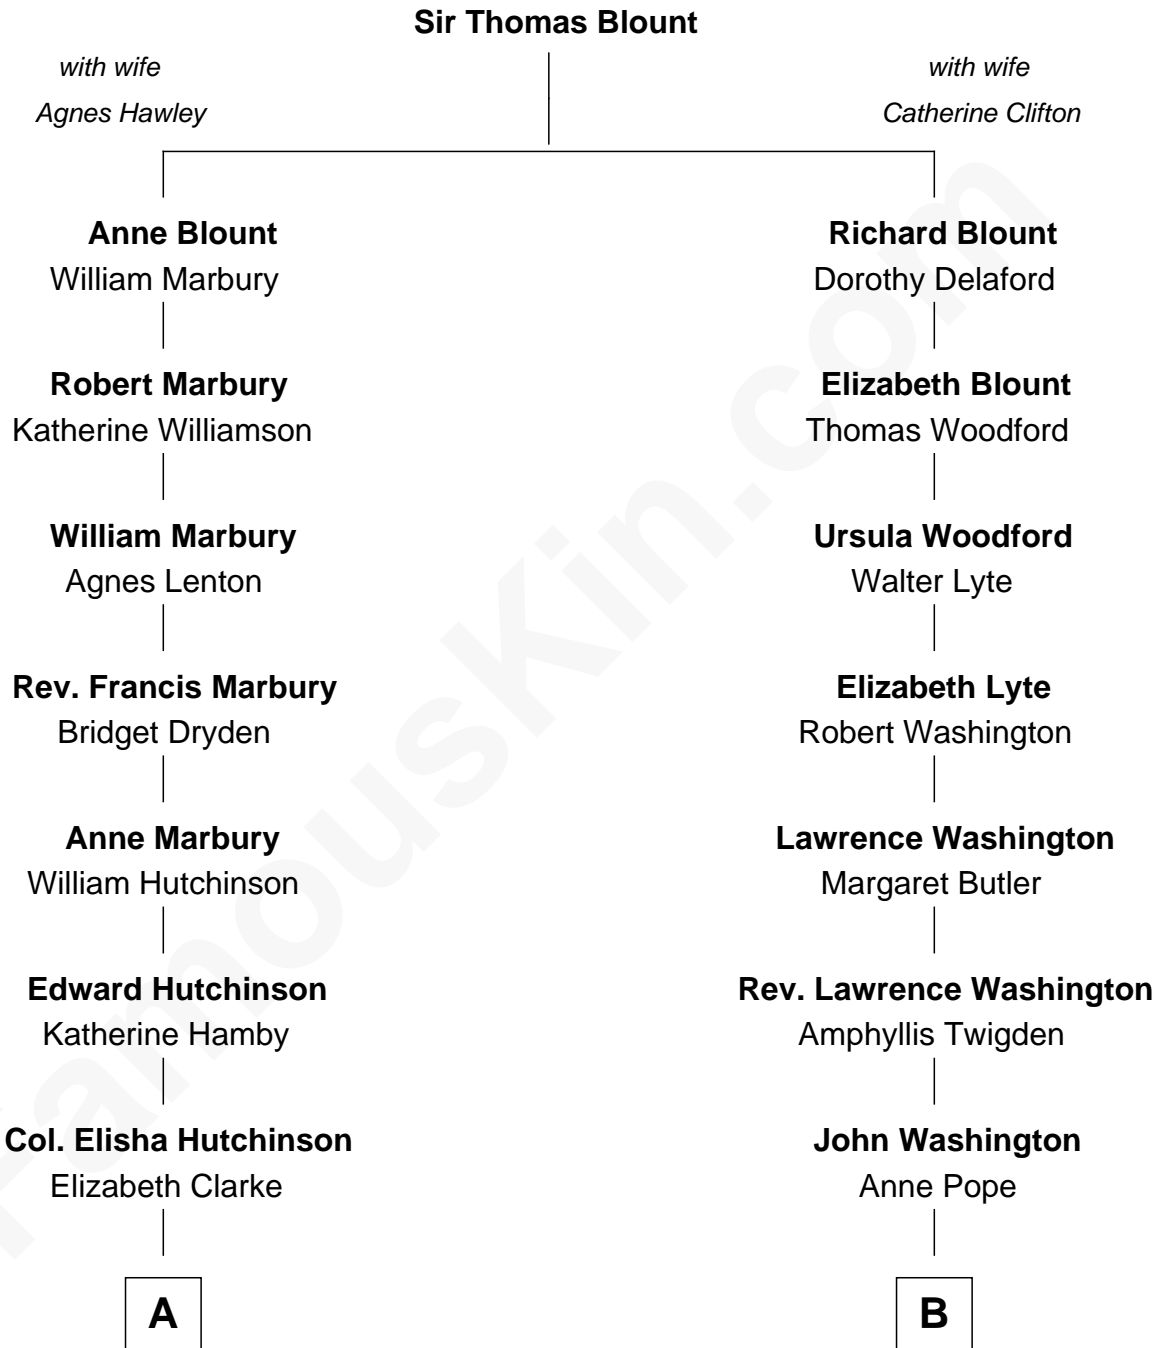 Sir Thomas Blount
with wife
Agnes Hawley
with wife
Catherine Clifton
Anne Blount
William Marbury
Richard Blount
Dorothy Delaford
Robert Marbury
Katherine Williamson
Elizabeth Blount
Thomas Woodford
William Marbury
Agnes Lenton
Ursula Woodford
Walter Lyte
Rev. Francis Marbury
Bridget Dryden
Elizabeth Lyte
Robert Washington
Anne Marbury
William Hutchinson
Lawrence Washington
Margaret Butler
Edward Hutchinson
Katherine Hamby
Rev. Lawrence Washington
Amphyllis Twigden
Col. Elisha Hutchinson
Elizabeth Clarke
John Washington
Anne Pope
A
B
FamousKin.com